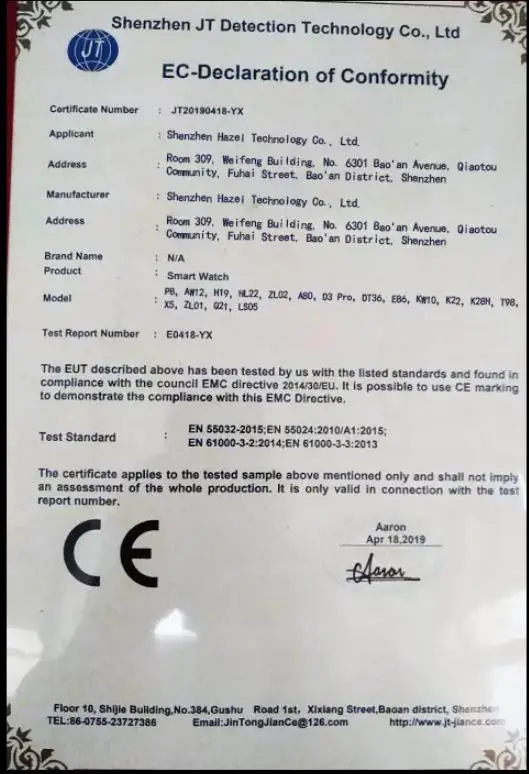 Shenzhen JT Detection Technology Co., Ltd
JT
EC-Declaration of Conformity
Certificate Number : JT20190418-YX
Applicant : Shenzhen Hazel Technology Co., Ltd.
Address : Room 309, Weifeng Building, No. 6301 Bao'an Avenue, Qiaotou
Community, Fuhai Street, Bao'an District, Shenzhen
Manufacturer : Shenzhen Hazel Technology Co., Ltd.
Address : Room 309, Weifeng Building, No. 6301 Bao'an Avenue, Qiaotou
Community, Fuhai Street, Bao'an District, Shenzhen
Brand Name : N/A
Product : Smart Watch
Model : P8, AW12, H19, NL22, ZL02, A80, D3 Pro, DT36, E86, KW10, K22, K28H, T98,
X5, ZL01, Q21, LS05
Test Report Number : E0418-YX
The EUT described above has been tested by us with the listed standards and found in
compliance with the council EMC directive 2014/30/EU. It is possible to use CE marking
to demonstrate the compliance with this EMC Directive.
Test Standard : EN 55032-2015;EN 55024:2010/A1:2015;
EN 61000-3-2:2014;EN 61000-3-3:2013
The certificate applies to the tested sample above mentioned only and shall not imply
an assessment of the whole production. It is only valid in connection with the test
report number.
CE
Aaron
Apr 18,2019
Aaron
Floor 10, Shijie Building,No.384,Gushu Road 1st, Xixiang Street,Baoan district, Shenzhen
TEL:86-0755-23727386 Email:JinTongJianCe@126.com http://www.jt-jiance.com